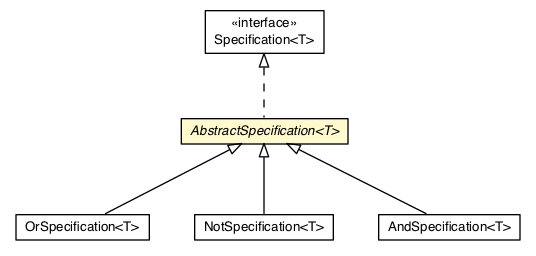 «interface»
Specification<T>
AbstractSpecification<T>
OrSpecification<T>
NotSpecification<T>
AndSpecification<T>